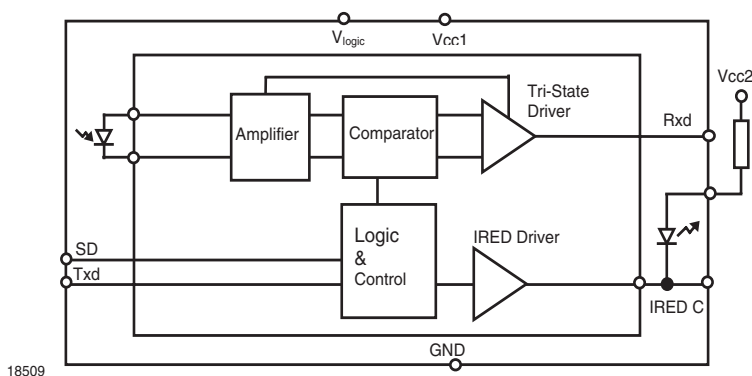 Vlogic
Vcc1
Vcc2
Tri-State
Driver
Rxd
Amplifier
Comparator
SD
Txd
Logic
&
Control
IRED Driver
IRED C
GND
18509